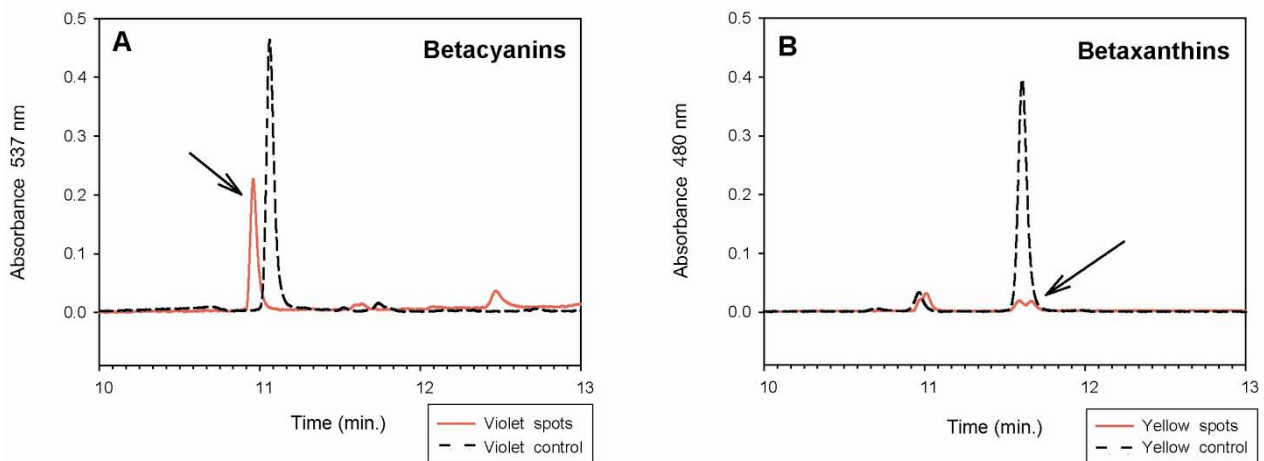 A
Betacyanins
Absorbance 537 nm
0.5
0.4
0.3
0.2
0.1
0.0
10
11
12
13
Time (min.)
Violet spots
Violet control
B
Betaxanthins
Absorbance 480 nm
0.5
0.4
0.3
0.2
0.1
0.0
10
11
12
13
Time (min.)
Yellow spots
Yellow control